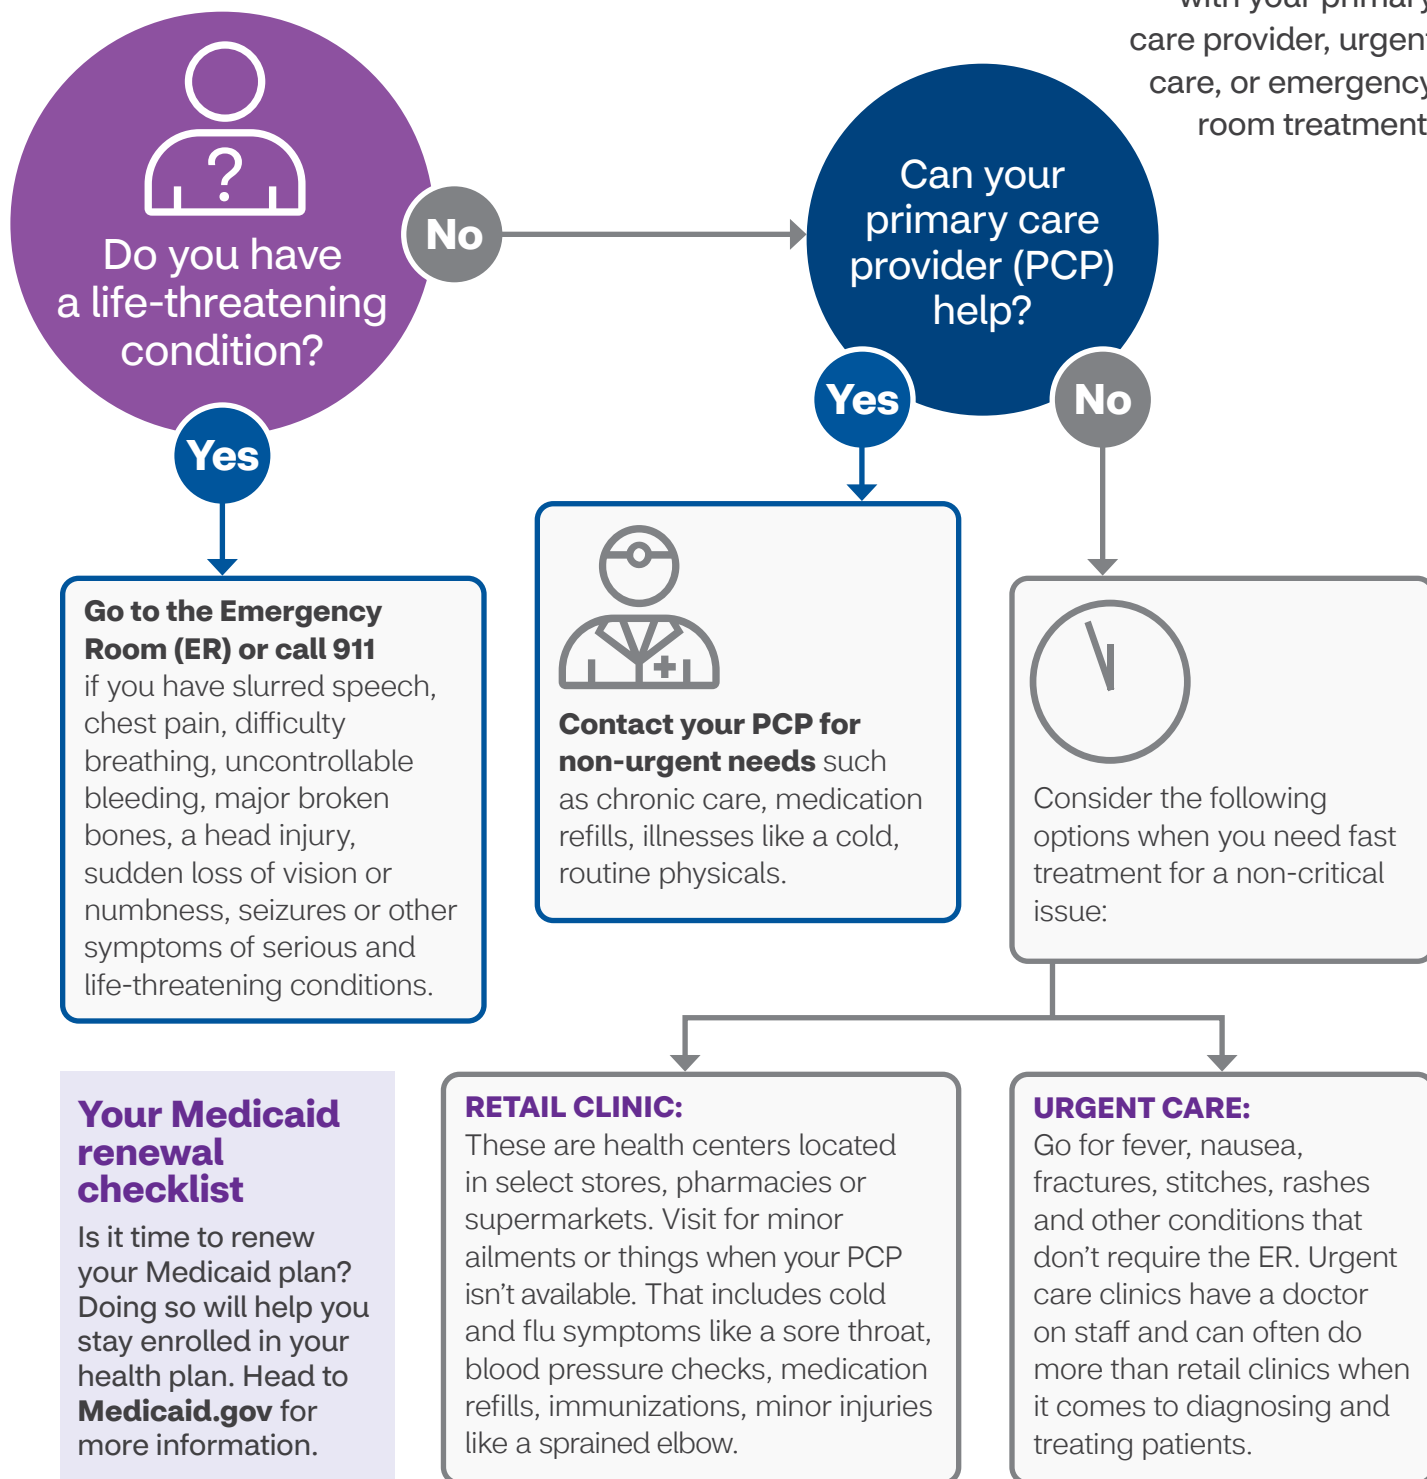 with your primary
care provider, urgent
care, or emergency
room treatment
?
Do you have
a life-threatening
condition?
No
Can your
primary care
provider (PCP)
help?
Yes
Yes
No
Go to the Emergency
Room (ER) or call 911
if you have slurred speech,
chest pain, difficulty
breathing, uncontrollable
bleeding, major broken
bones, a head injury,
sudden loss of vision or
numbness, seizures or other
symptoms of serious and
life-threatening conditions.
Contact your PCP for
non-urgent needs such
as chronic care, medication
refills, illnesses like a cold,
routine physicals.
Consider the following
options when you need fast
treatment for a non-critical
issue:
Your Medicaid
renewal
checklist
Is it time to renew
your Medicaid plan?
Doing so will help you
stay enrolled in your
health plan. Head to
Medicaid.gov for
more information.
RETAIL CLINIC:
These are health centers located
in select stores, pharmacies or
supermarkets. Visit for minor
ailments or things when your PCP
isn't available. That includes cold
and flu symptoms like a sore throat,
blood pressure checks, medication
refills, immunizations, minor injuries
like a sprained elbow.
URGENT CARE:
Go for fever, nausea,
fractures, stitches, rashes
and other conditions that
don't require the ER. Urgent
care clinics have a doctor
on staff and can often do
more than retail clinics when
it comes to diagnosing and
treating patients.